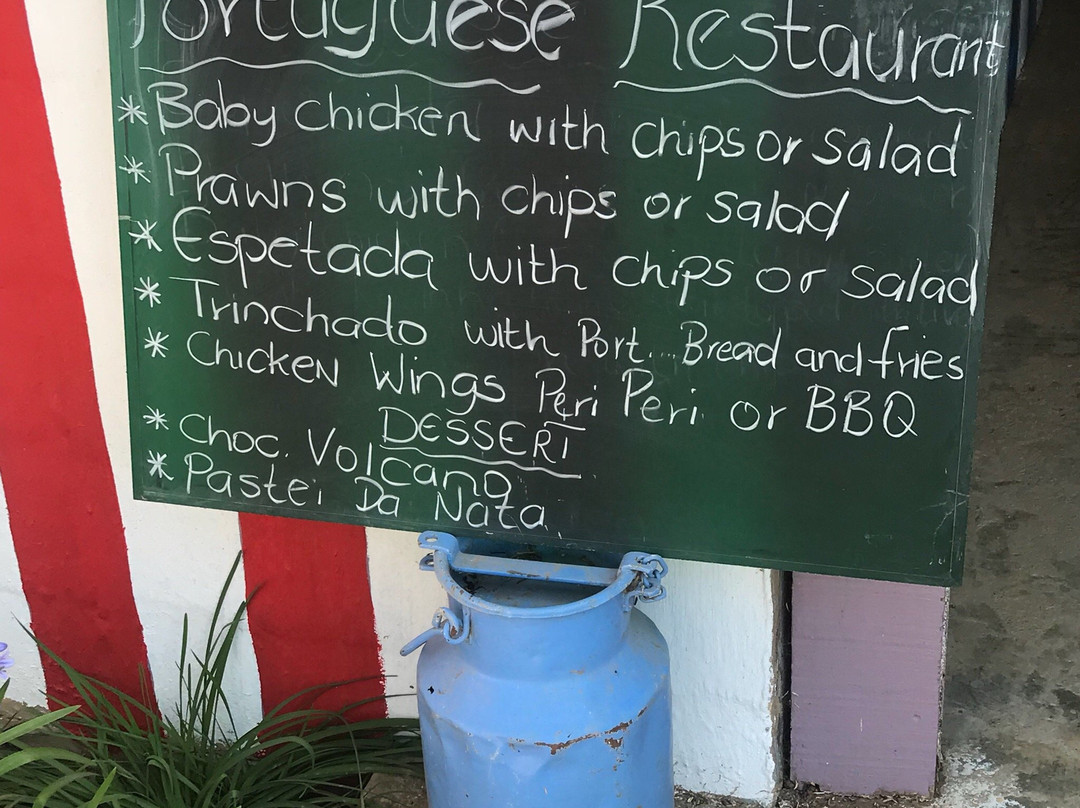 Portuguese Restaurant
* Baby chicken with chips or salad
* Prawns with chips or salad
* Espetada with chips or salad
* Trinchado with Port. Bread and fries
* Chicken Wings Peri Peri or BBQ
DESSERT
* Choc. Volcano
* Pastei Da Nata